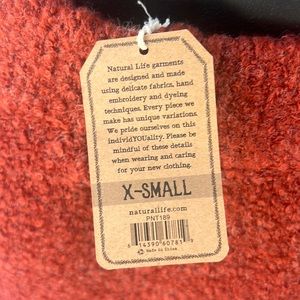 Natural Life garments
are designed and made
using delicate fabrics, hand
embroidery and dyeing
techniques. Every piece we
make has unique variations.
We pride ourselves on this
individYOUality. Please be
mindful of these details
when wearing and caring
for your new clothing.
X-SMALL
naturallife.com
PNT189
14390 60781
Made in China